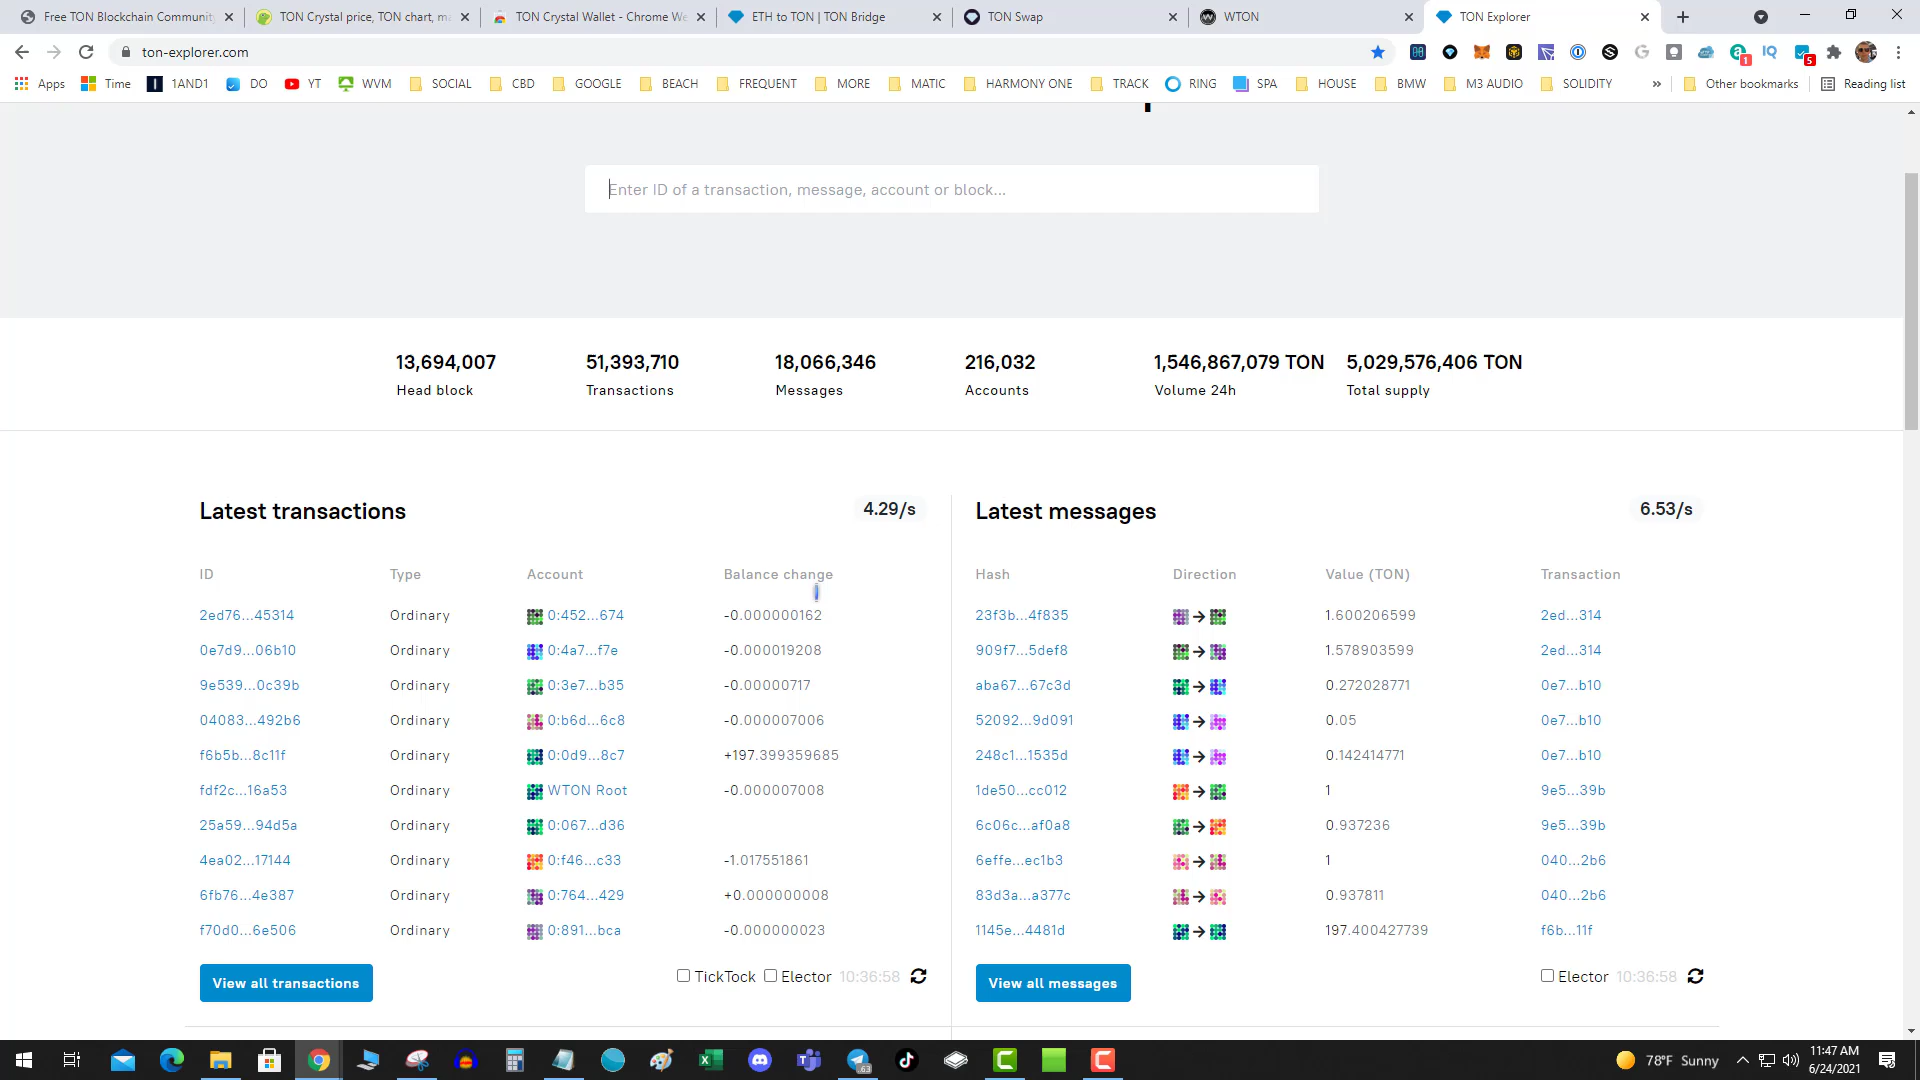 Free TON Blockchain Communit
TON Crystal price, TON chart, ma
TON Crystal Wallet - Chrome We
ETH to TON | TON Bridge
TON Swap
WTON
TON Explorer
ton-explorer.com
Apps
Time
1AND1
DO
YT
WVM
SOCIAL
CBD
GOOGLE
BEACH
FREQUENT
MORE
MATIC
HARMONY ONE
TRACK
RING
SPA
HOUSE
BMW
M3 AUDIO
SOLIDITY
»
Other bookmarks
Reading list
Enter ID of a transaction, message, account or block...
13,694,007 51,393,710 18,066,346 216,032 1,546,867,079 TON 5,029,576,406 TON
Head block Transactions Messages Accounts Volume 24h Total supply
Latest transactions 4.29/s
ID Type Account Balance change
2ed76...45314 Ordinary 0:452...674 -0.000000162
0e7d9...06b10 Ordinary 0:4a7...f7e -0.000019208
9e539...0c39b Ordinary 0:3e7...b35 -0.00000717
04083...492b6 Ordinary 0:b6d...6c8 -0.000007006
f6b5b...8c11f Ordinary 0:0d9...8c7 +197.399359685
fdf2c...16a53 Ordinary WTON Root -0.000007008
25a59...94d5a Ordinary 0:067...d36
4ea02...17144 Ordinary 0:f46...c33 -1.017551861
6fb76...4e387 Ordinary 0:764...429 +0.000000008
f70d0...6e506 Ordinary 0:891...bca -0.000000023
View all transactions TickTock Elector 10:36:58
Latest messages 6.53/s
Hash Direction Value (TON) Transaction
23f3b...4f835 → 1.600206599 2ed...314
909f7...5def8 → 1.578903599 2ed...314
aba67...67c3d → 0.272028771 0e7...b10
52092...9d091 → 0.05 0e7...b10
248c1...1535d → 0.142414771 0e7...b10
1de50...cc012 → 1 9e5...39b
6c06c...af0a8 → 0.937236 9e5...39b
6effe...ec1b3 → 1 040...2b6
83d3a...a377c → 0.937811 040...2b6
1145e...4481d → 197.400427739 f6b...11f
View all messages Elector 10:36:58
78°F Sunny
11:47 AM
6/24/2021